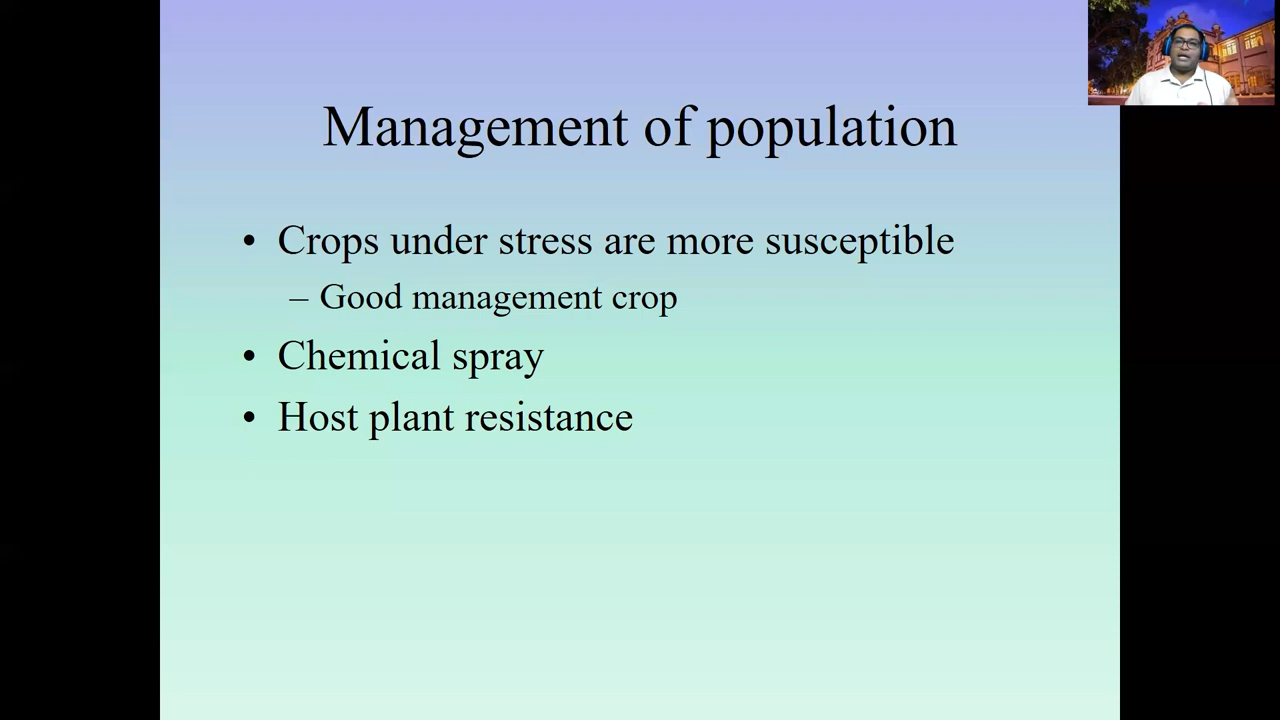 Management of population
• Crops under stress are more susceptible
– Good management crop
• Chemical spray
• Host plant resistance